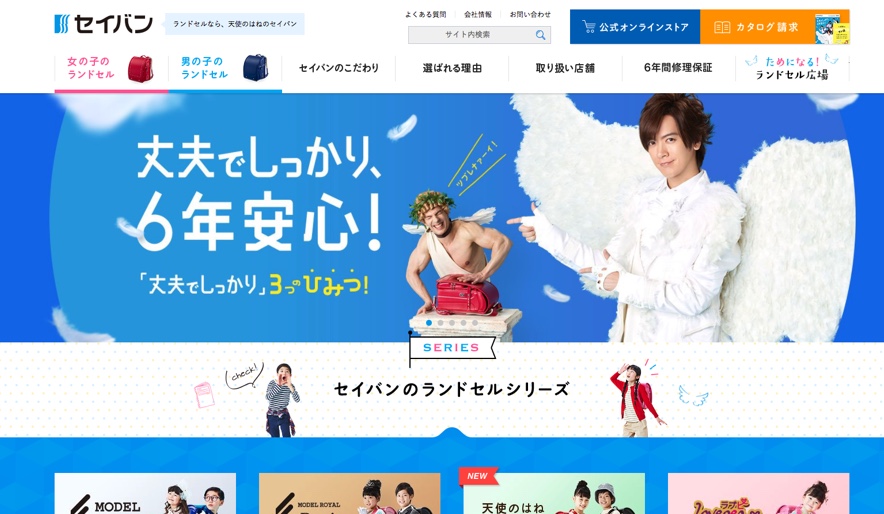 セイバン
ランドセルなら、天使のはねのセイバン
よくある質問
会社情報
お問い合わせ
サイト内検索
公式オンラインストア
カタログ請求
女の子の
ランドセル
男の子の
ランドセル
セイバンのこだわり
選ばれる理由
取り扱い店舗
6年間修理保証
ためになる!
ランドセル広場
丈夫でしっかり、
6年安心!
「丈夫でしっかり」3つのひみつ!
ツブレナァーイ!
SERIES
check!
セイバンのランドセルシリーズ
MODEL
MODEL ROYAL
NEW
天使のはね